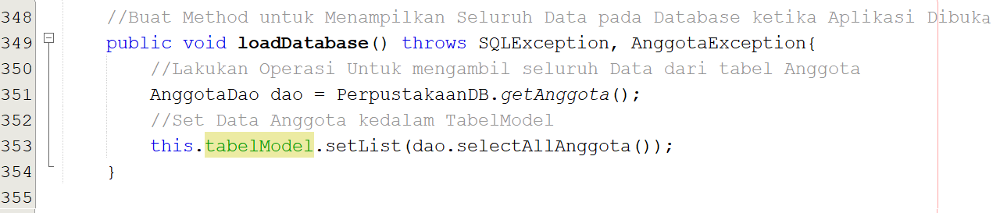 348 //Buat Method untuk Menampilkan Seluruh Data pada Database ketika Aplikasi Dibuka
349 public void loadDatabase() throws SQLException, AnggotaException{
350 //Lakukan Operasi Untuk mengambil seluruh Data dari tabel Anggota
351 AnggotaDao dao = PerpustakaanDB.getAnggota();
352 //Set Data Anggota kedalam TabelModel
353 this.tabelModel.setList(dao.selectAllAnggota());
354 }
355